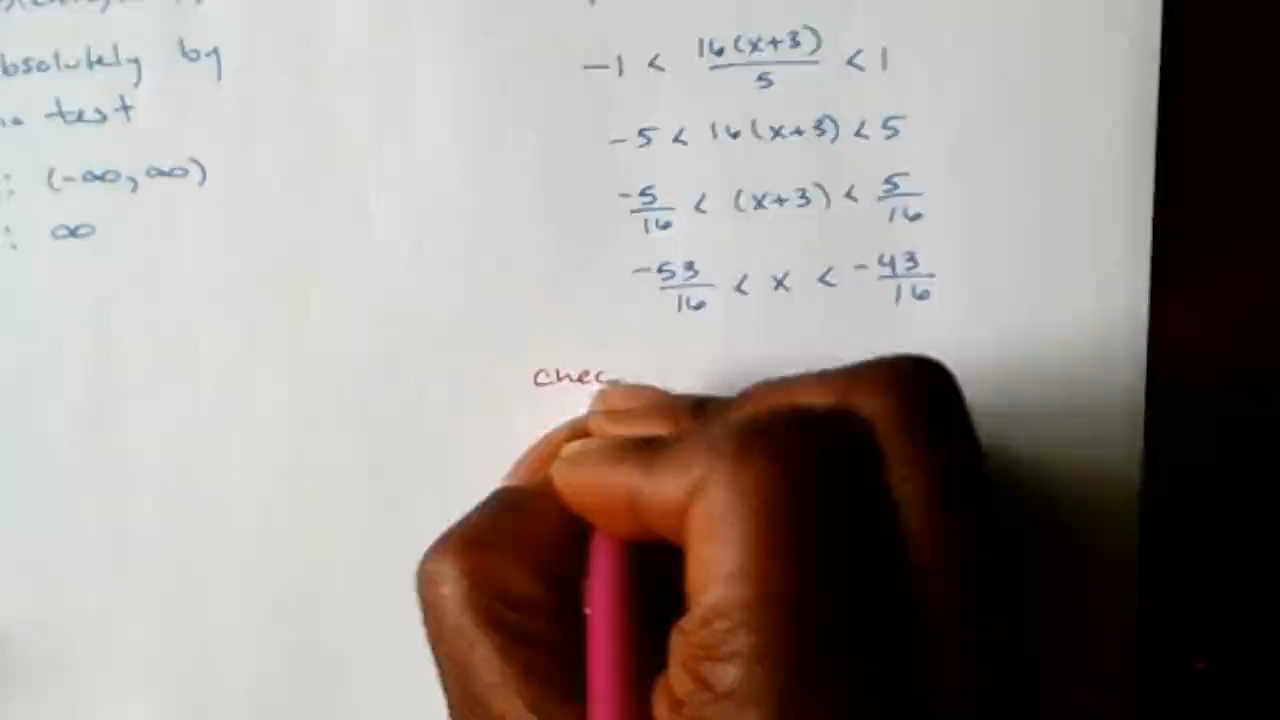 by
test
: (-∞, ∞)
: ∞
-1 < 16(x+3)/5 < 1
-5 < 16(x+3) < 5
-5/16 < (x+3) < 5/16
-53/16 < x < -43/16
chec